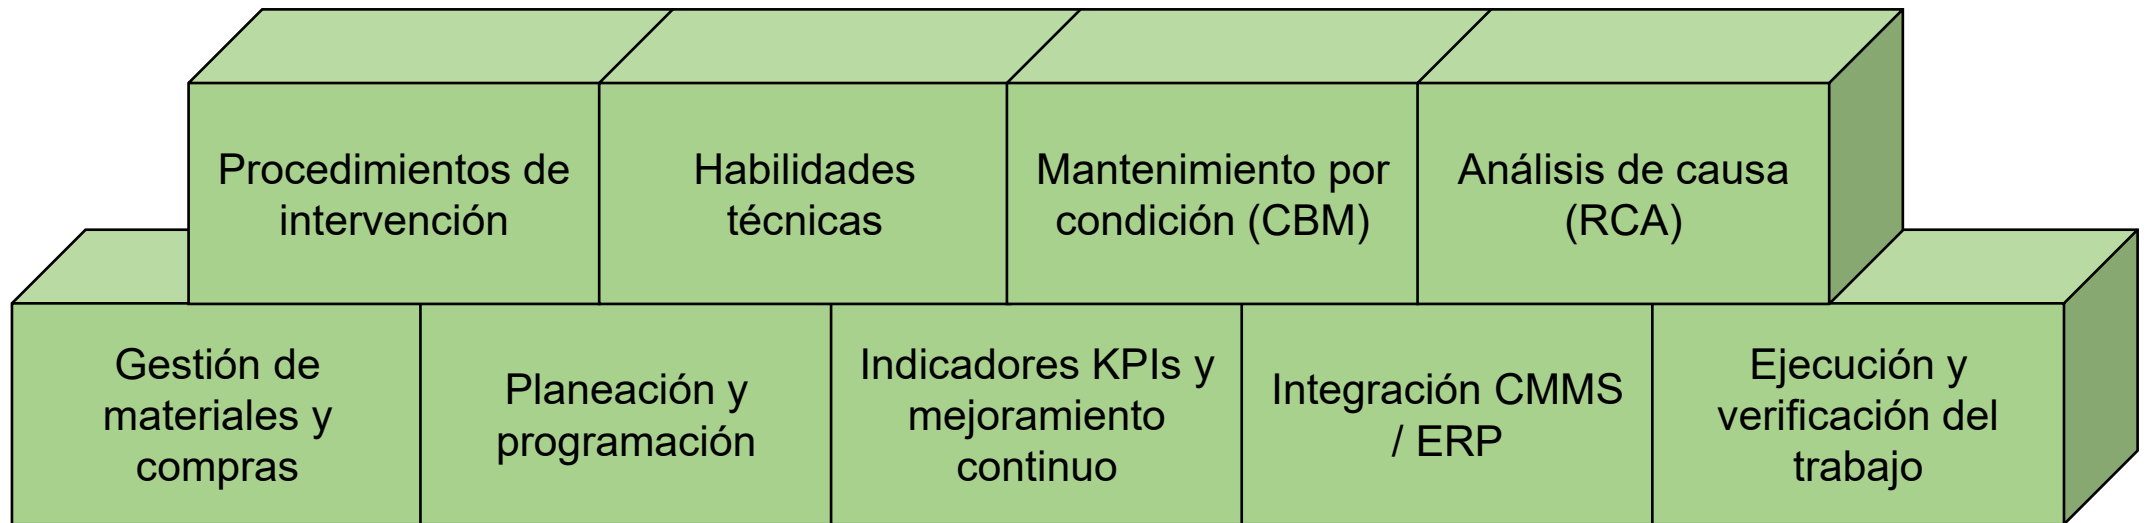 Procedimientos de
intervención
Habilidades
técnicas
Mantenimiento por
condición (CBM)
Análisis de causa
(RCA)
Gestión de
materiales y
compras
Planeación y
programación
Indicadores KPIs y
mejoramiento
continuo
Integración CMMS
/ ERP
Ejecución y
verificación del
trabajo